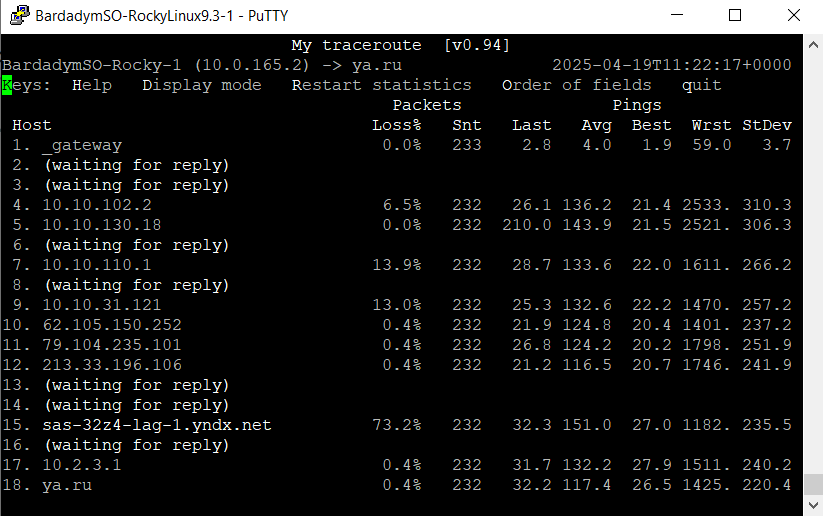 BardadymSO-RockyLinux9.3-1 - PuTTY
My traceroute  [v0.94]
BardadymSO-Rocky-1 (10.0.165.2) -> ya.ru 2025-04-19T11:22:17+0000
Keys:  Help   Display mode   Restart statistics   Order of fields   quit
Packets Pings
Host Loss% Snt Last Avg Best Wrst StDev
1. _gateway 0.0% 233 2.8 4.0 1.9 59.0 3.7
2. (waiting for reply)
3. (waiting for reply)
4. 10.10.102.2 6.5% 232 26.1 136.2 21.4 2533. 310.3
5. 10.10.130.18 0.0% 232 210.0 143.9 21.5 2521. 306.3
6. (waiting for reply)
7. 10.10.110.1 13.9% 232 28.7 133.6 22.0 1611. 266.2
8. (waiting for reply)
9. 10.10.31.121 13.0% 232 25.3 132.6 22.2 1470. 257.2
10. 62.105.150.252 0.4% 232 21.9 124.8 20.4 1401. 237.2
11. 79.104.235.101 0.4% 232 26.8 124.2 20.2 1798. 251.9
12. 213.33.196.106 0.4% 232 21.2 116.5 20.7 1746. 241.9
13. (waiting for reply)
14. (waiting for reply)
15. sas-32z4-lag-1.yndx.net 73.2% 232 32.3 151.0 27.0 1182. 235.5
16. (waiting for reply)
17. 10.2.3.1 0.4% 232 31.7 132.2 27.9 1511. 240.2
18. ya.ru 0.4% 232 32.2 117.4 26.5 1425. 220.4